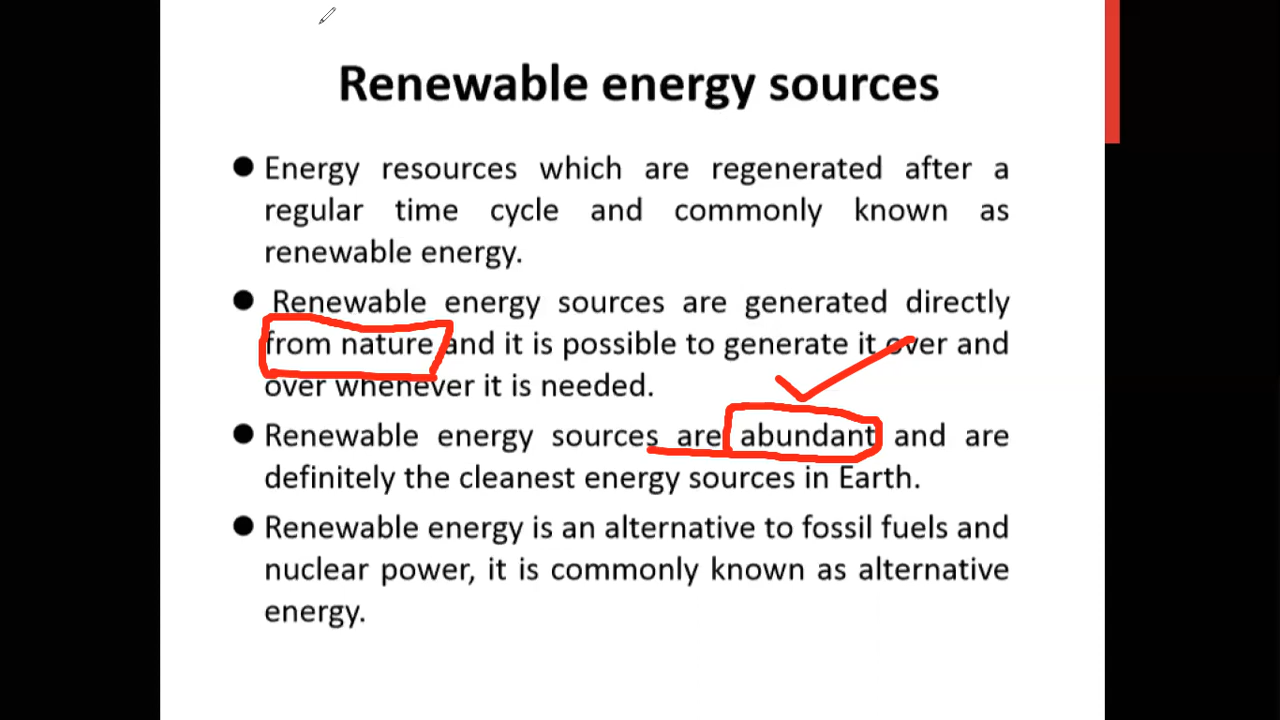 Renewable energy sources
● Energy resources which are regenerated after a
regular time cycle and commonly known as
renewable energy.
● Renewable energy sources are generated directly
from nature and it is possible to generate it over and
over whenever it is needed.
● Renewable energy sources are abundant and are
definitely the cleanest energy sources in Earth.
● Renewable energy is an alternative to fossil fuels and
nuclear power, it is commonly known as alternative
energy.